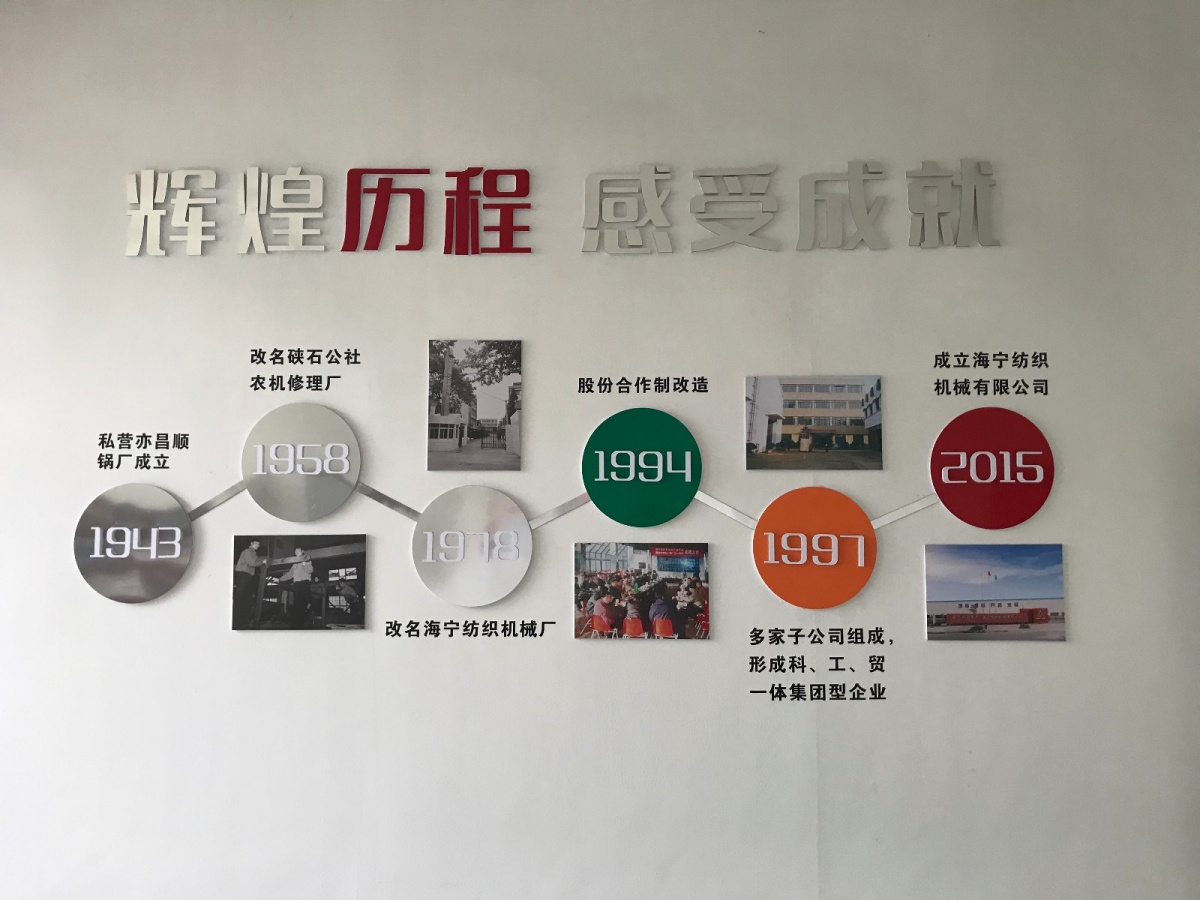 辉煌历程 感受成就
私营亦昌顺
锅厂成立
1943
改名硖石公社
农机修理厂
1958
1978
改名海宁纺织机械厂
股份合作制改造
1994
1997
多家子公司组成，
形成科、工、贸
一体集团型企业
成立海宁纺织
机械有限公司
2015